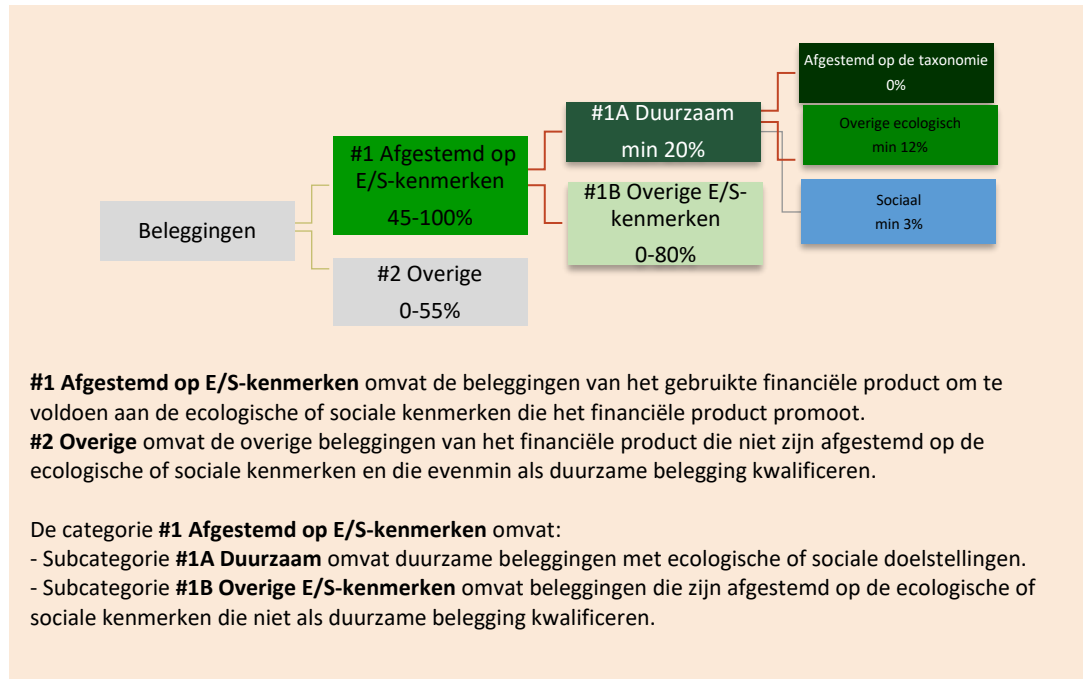 Beleggingen
#1 Afgestemd op
E/S-kenmerken
45-100%
#2 Overige
0-55%
#1A Duurzaam
min 20%
#1B Overige E/S-
kenmerken
0-80%
Afgestemd op de taxonomie
0%
Overige ecologisch
min 12%
Sociaal
min 3%
#1 Afgestemd op E/S-kenmerken omvat de beleggingen van het gebruikte financiële product om te
voldoen aan de ecologische of sociale kenmerken die het financiële product promoot.
#2 Overige omvat de overige beleggingen van het financiële product die niet zijn afgestemd op de
ecologische of sociale kenmerken en die evenmin als duurzame belegging kwalificeren.
De categorie #1 Afgestemd op E/S-kenmerken omvat:
- Subcategorie #1A Duurzaam omvat duurzame beleggingen met ecologische of sociale doelstellingen.
- Subcategorie #1B Overige E/S-kenmerken omvat beleggingen die zijn afgestemd op de ecologische of
sociale kenmerken die niet als duurzame belegging kwalificeren.